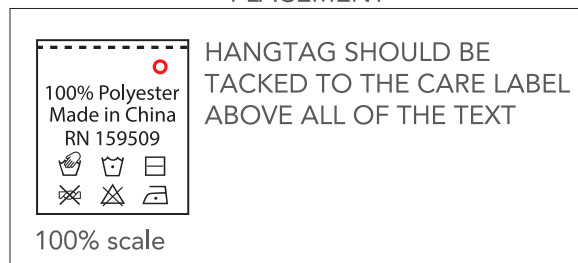 PLACEMENT
HANGTAG SHOULD BE
TACKED TO THE CARE LABEL
ABOVE ALL OF THE TEXT
100% Polyester
Made in China
RN 159509
100% scale